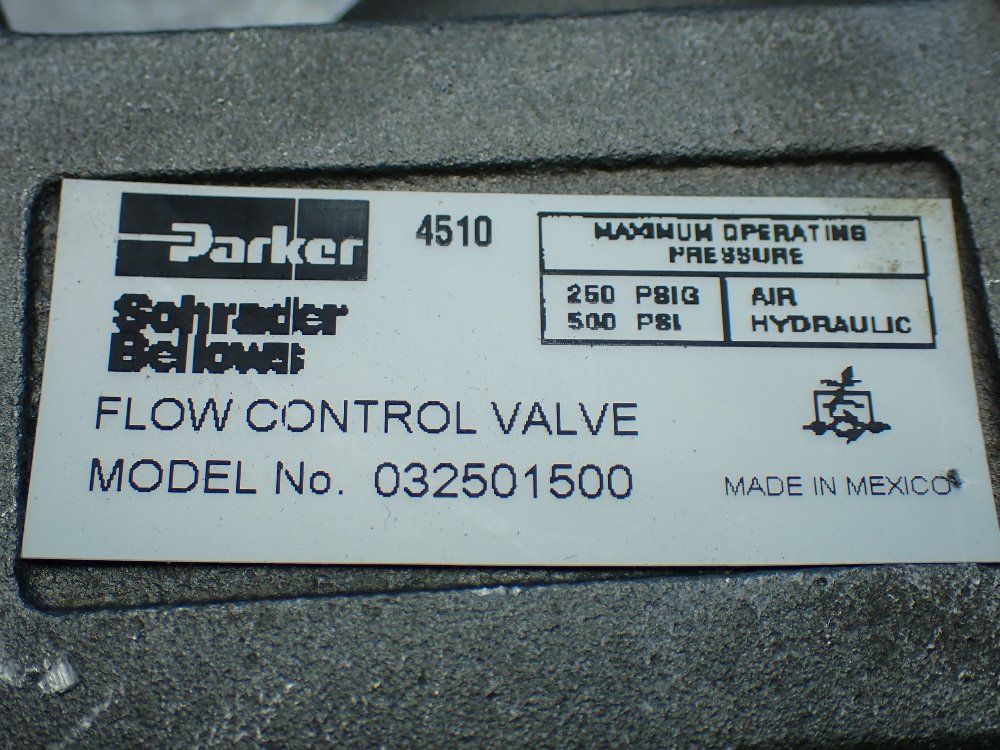 Parker
4510
Schrader
Bellows
MAXIMUM OPERATING
PRESSURE
250 PSIG AIR
500 PSI HYDRAULIC
FLOW CONTROL VALVE
MODEL No. 032501500
MADE IN MEXICO